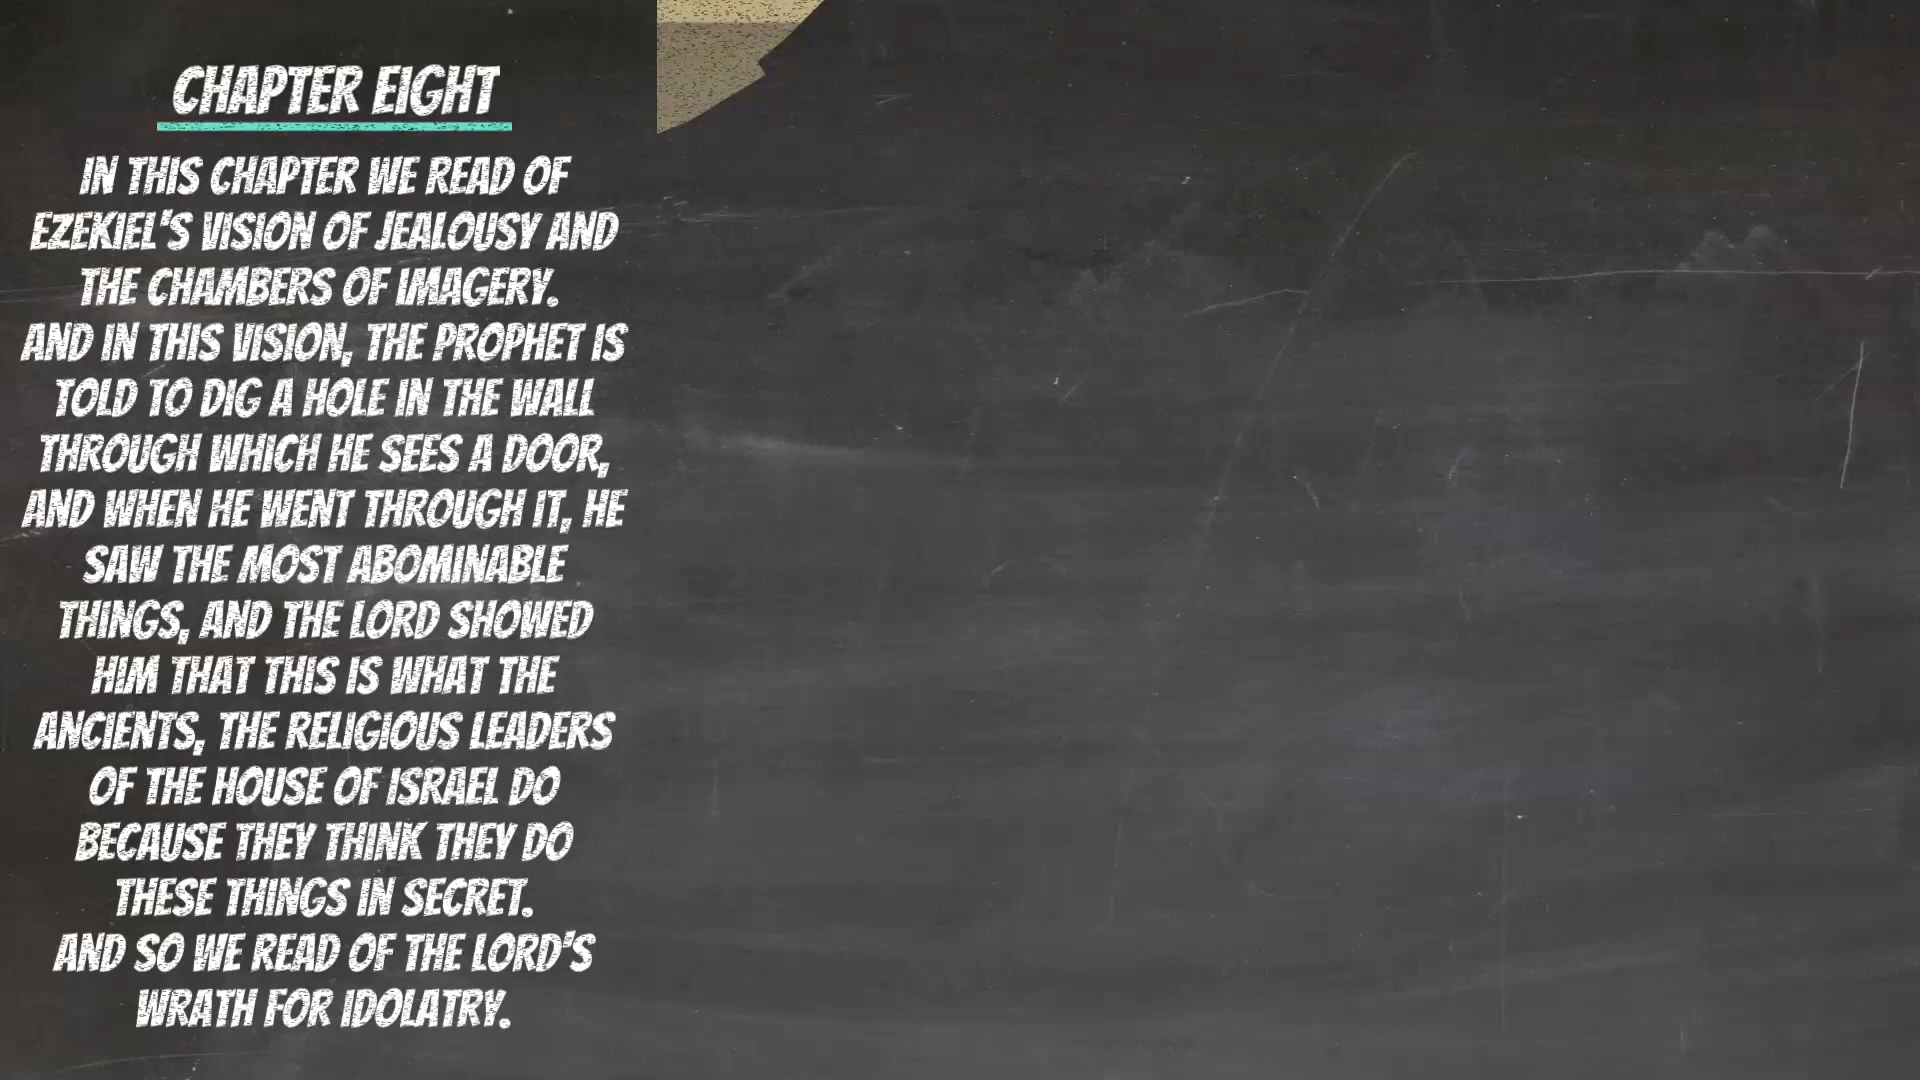 CHAPTER EIGHT
IN THIS CHAPTER WE READ OF
EZEKIEL'S VISION OF JEALOUSY AND
THE CHAMBERS OF IMAGERY.
AND IN THIS VISION, THE PROPHET IS
TOLD TO DIG A HOLE IN THE WALL
THROUGH WHICH HE SEES A DOOR,
AND WHEN HE WENT THROUGH IT, HE
SAW THE MOST ABOMINABLE
THINGS, AND THE LORD SHOWED
HIM THAT THIS IS WHAT THE
ANCIENTS, THE RELIGIOUS LEADERS
OF THE HOUSE OF ISRAEL DO
BECAUSE THEY THINK THEY DO
THESE THINGS IN SECRET.
AND SO WE READ OF THE LORD'S
WRATH FOR IDOLATRY.